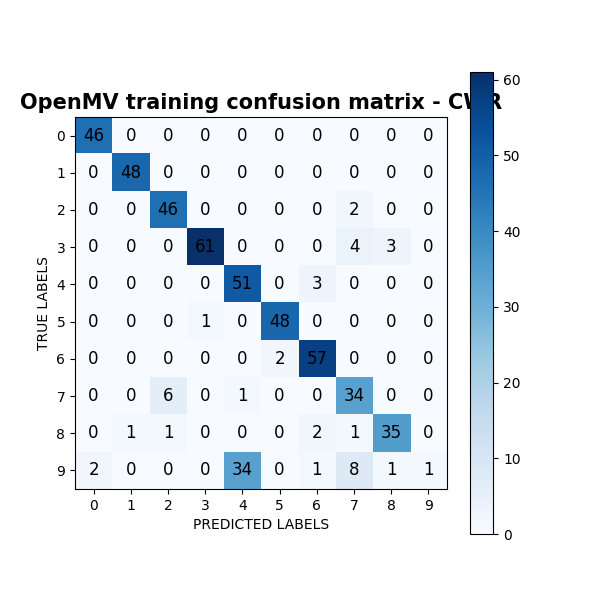 OpenMV training confusion matrix - CWR
TRUE LABELS
0 46 0 0 0 0 0 0 0 0 0
1 0 48 0 0 0 0 0 0 0 0
2 0 0 46 0 0 0 0 2 0 0
3 0 0 0 61 0 0 0 4 3 0
4 0 0 0 0 51 0 3 0 0 0
5 0 0 0 1 0 48 0 0 0 0
6 0 0 0 0 0 2 57 0 0 0
7 0 0 6 0 1 0 0 34 0 0
8 0 1 1 0 0 0 2 1 35 0
9 2 0 0 0 34 0 1 8 1 1
0 1 2 3 4 5 6 7 8 9
PREDICTED LABELS
60
50
40
30
20
10
0